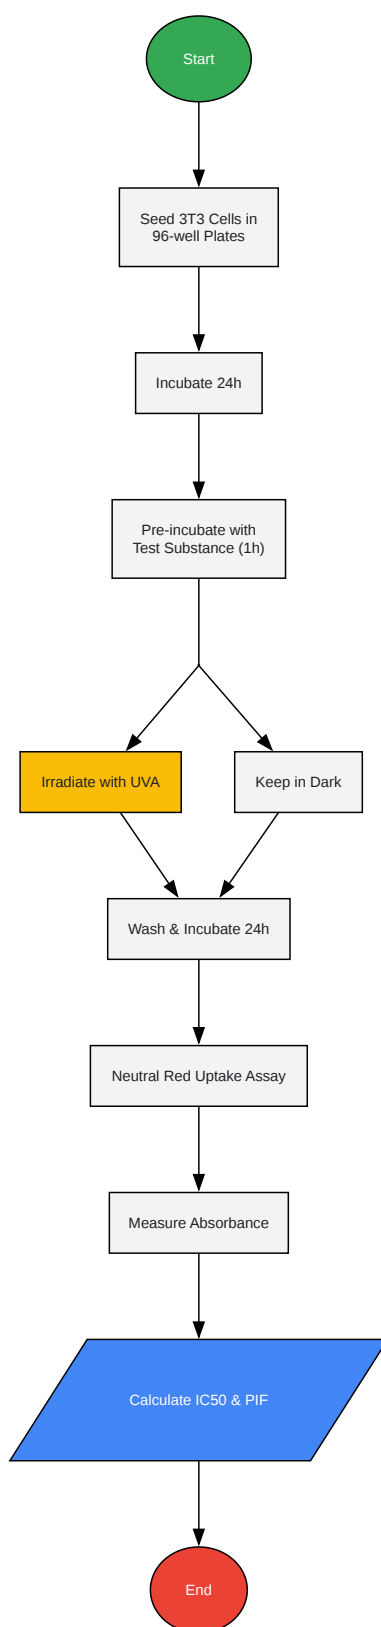 Start
Seed 3T3 Cells in
96-well Plates
Incubate 24h
Pre-incubate with
Test Substance (1h)
Irradiate with UVA
Keep in Dark
Wash & Incubate 24h
Neutral Red Uptake Assay
Measure Absorbance
Calculate IC50 & PIF
End